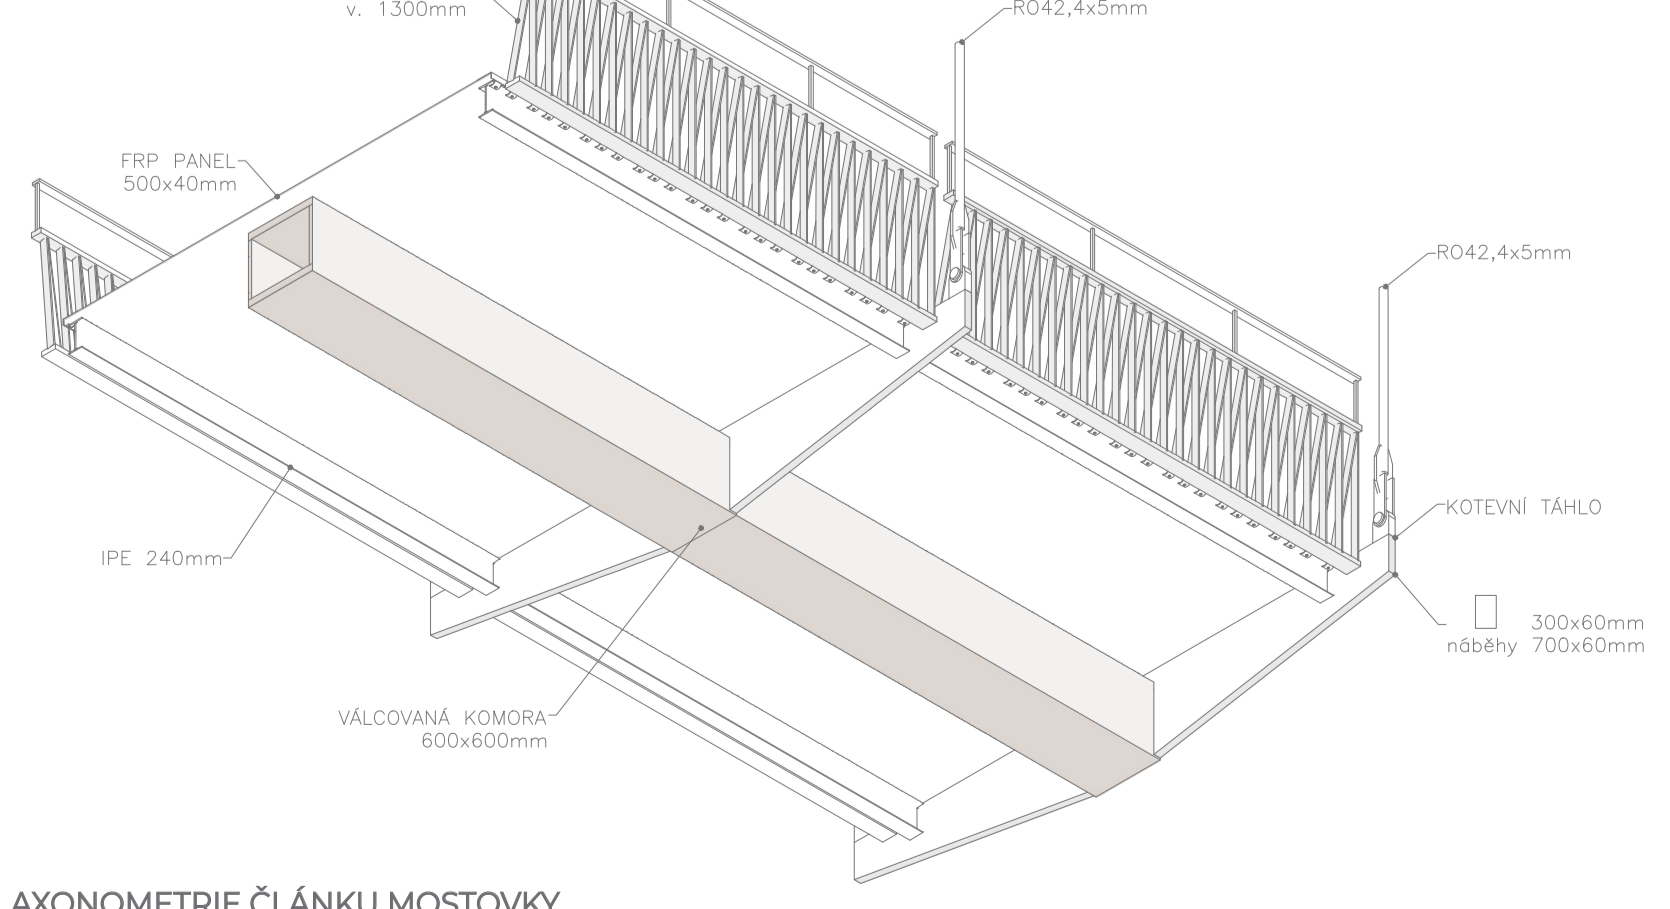 v. 1300mm
RO42,4x5mm
FRP PANEL
500x40mm
RO42,4x5mm
KOTEVNÍ TÁHLO
IPE 240mm
300x60mm
náběhy 700x60mm
VÁLCOVANÁ KOMORA
600x600mm
AXONOMETRIE ČLÁNKU MOSTOVKY